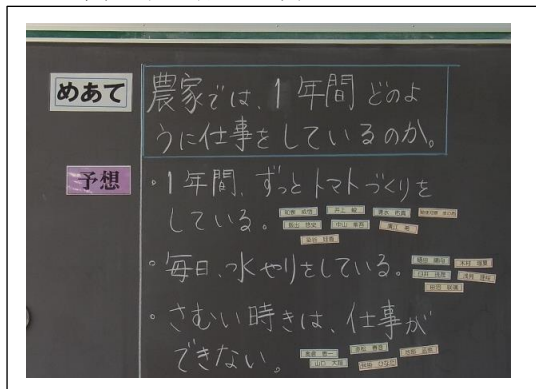 めあて
農家では、1年間どのよ
うに仕事をしているのか。
予想
・1年間、ずっとトマトづくりを
している。
・毎日、水やりをしている。
・さむい時きは、仕事が
できない。